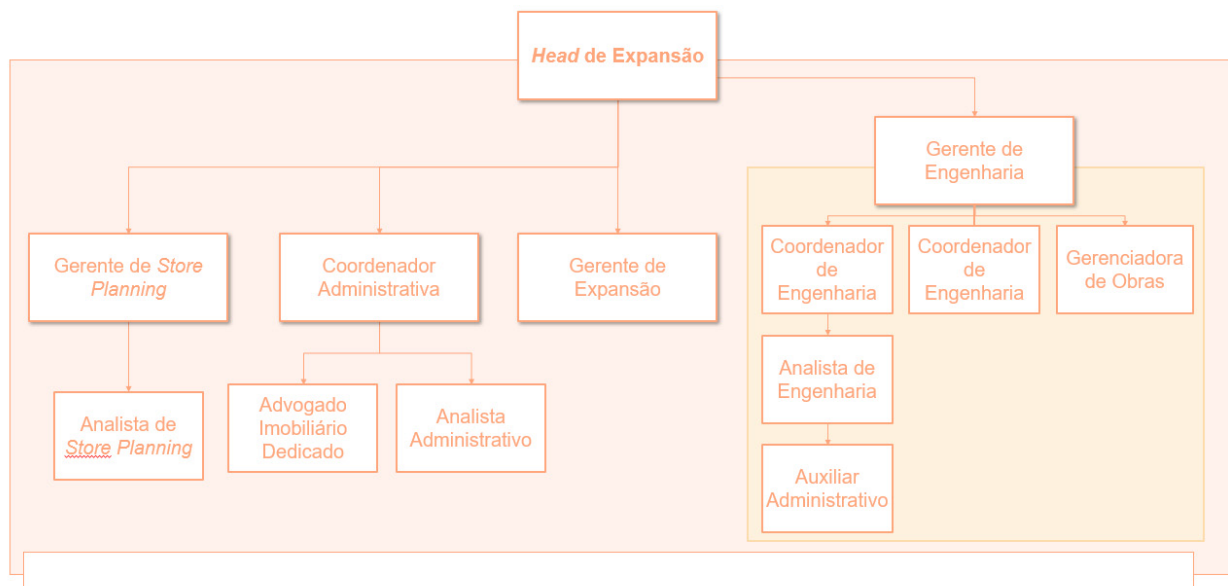 Head de Expansão
Gerente de
Engenharia
Gerente de Store
Planning
Coordenador
Administrativa
Gerente de
Expansão
Coordenador
de
Engenharia
Coordenador
de
Engenharia
Gerenciadora
de Obras
Analista de
Store Planning
Advogado
Imobiliário
Dedicado
Analista
Administrativo
Analista de
Engenharia
Auxiliar
Administrativo